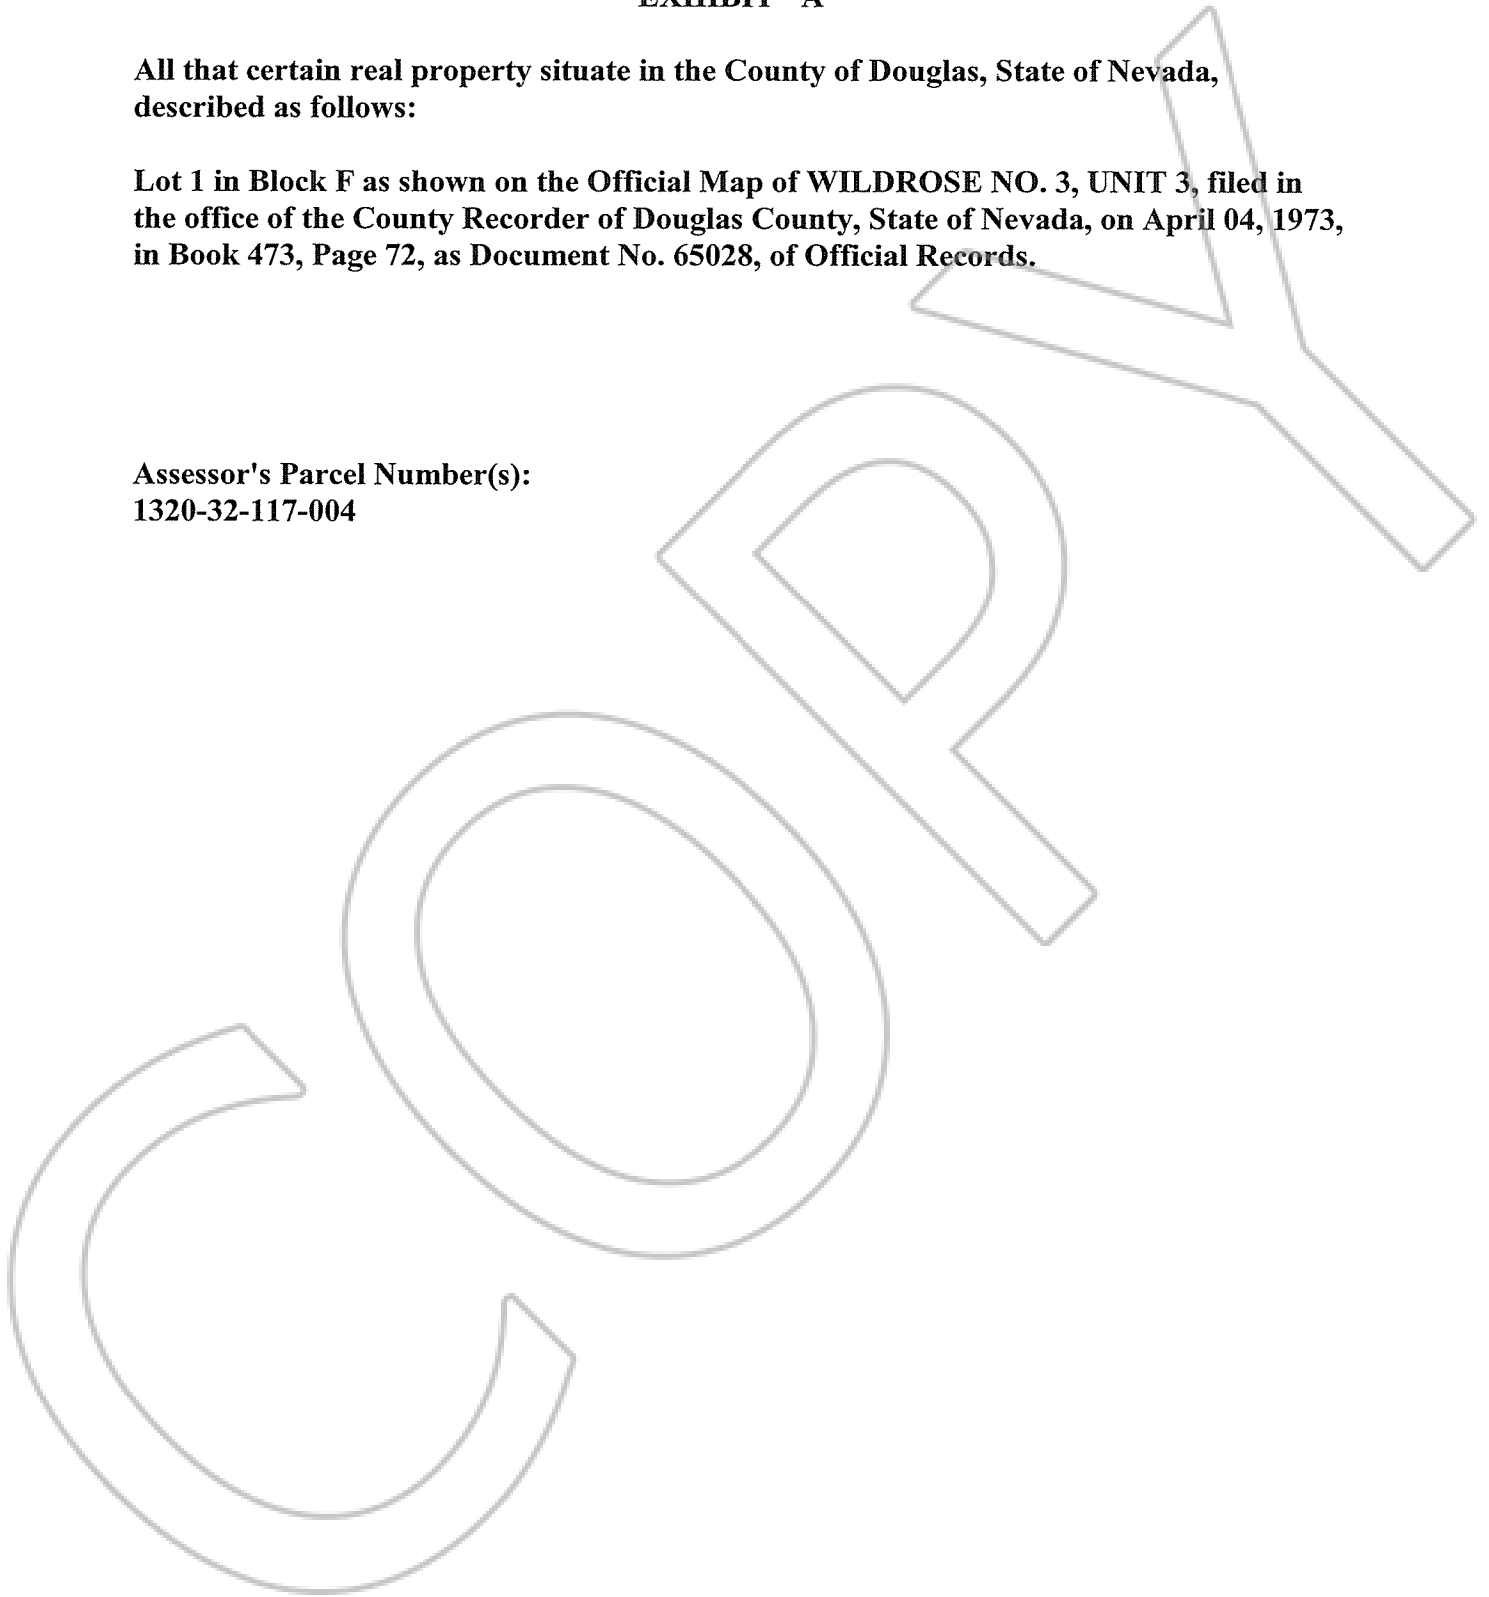 EXHIBIT "A"
All that certain real property situate in the County of Douglas, State of Nevada,
described as follows:
Lot 1 in Block F as shown on the Official Map of WILDROSE NO. 3, UNIT 3, filed in
the office of the County Recorder of Douglas County, State of Nevada, on April 04, 1973,
in Book 473, Page 72, as Document No. 65028, of Official Records.
Assessor's Parcel Number(s):
1320-32-117-004
COPY